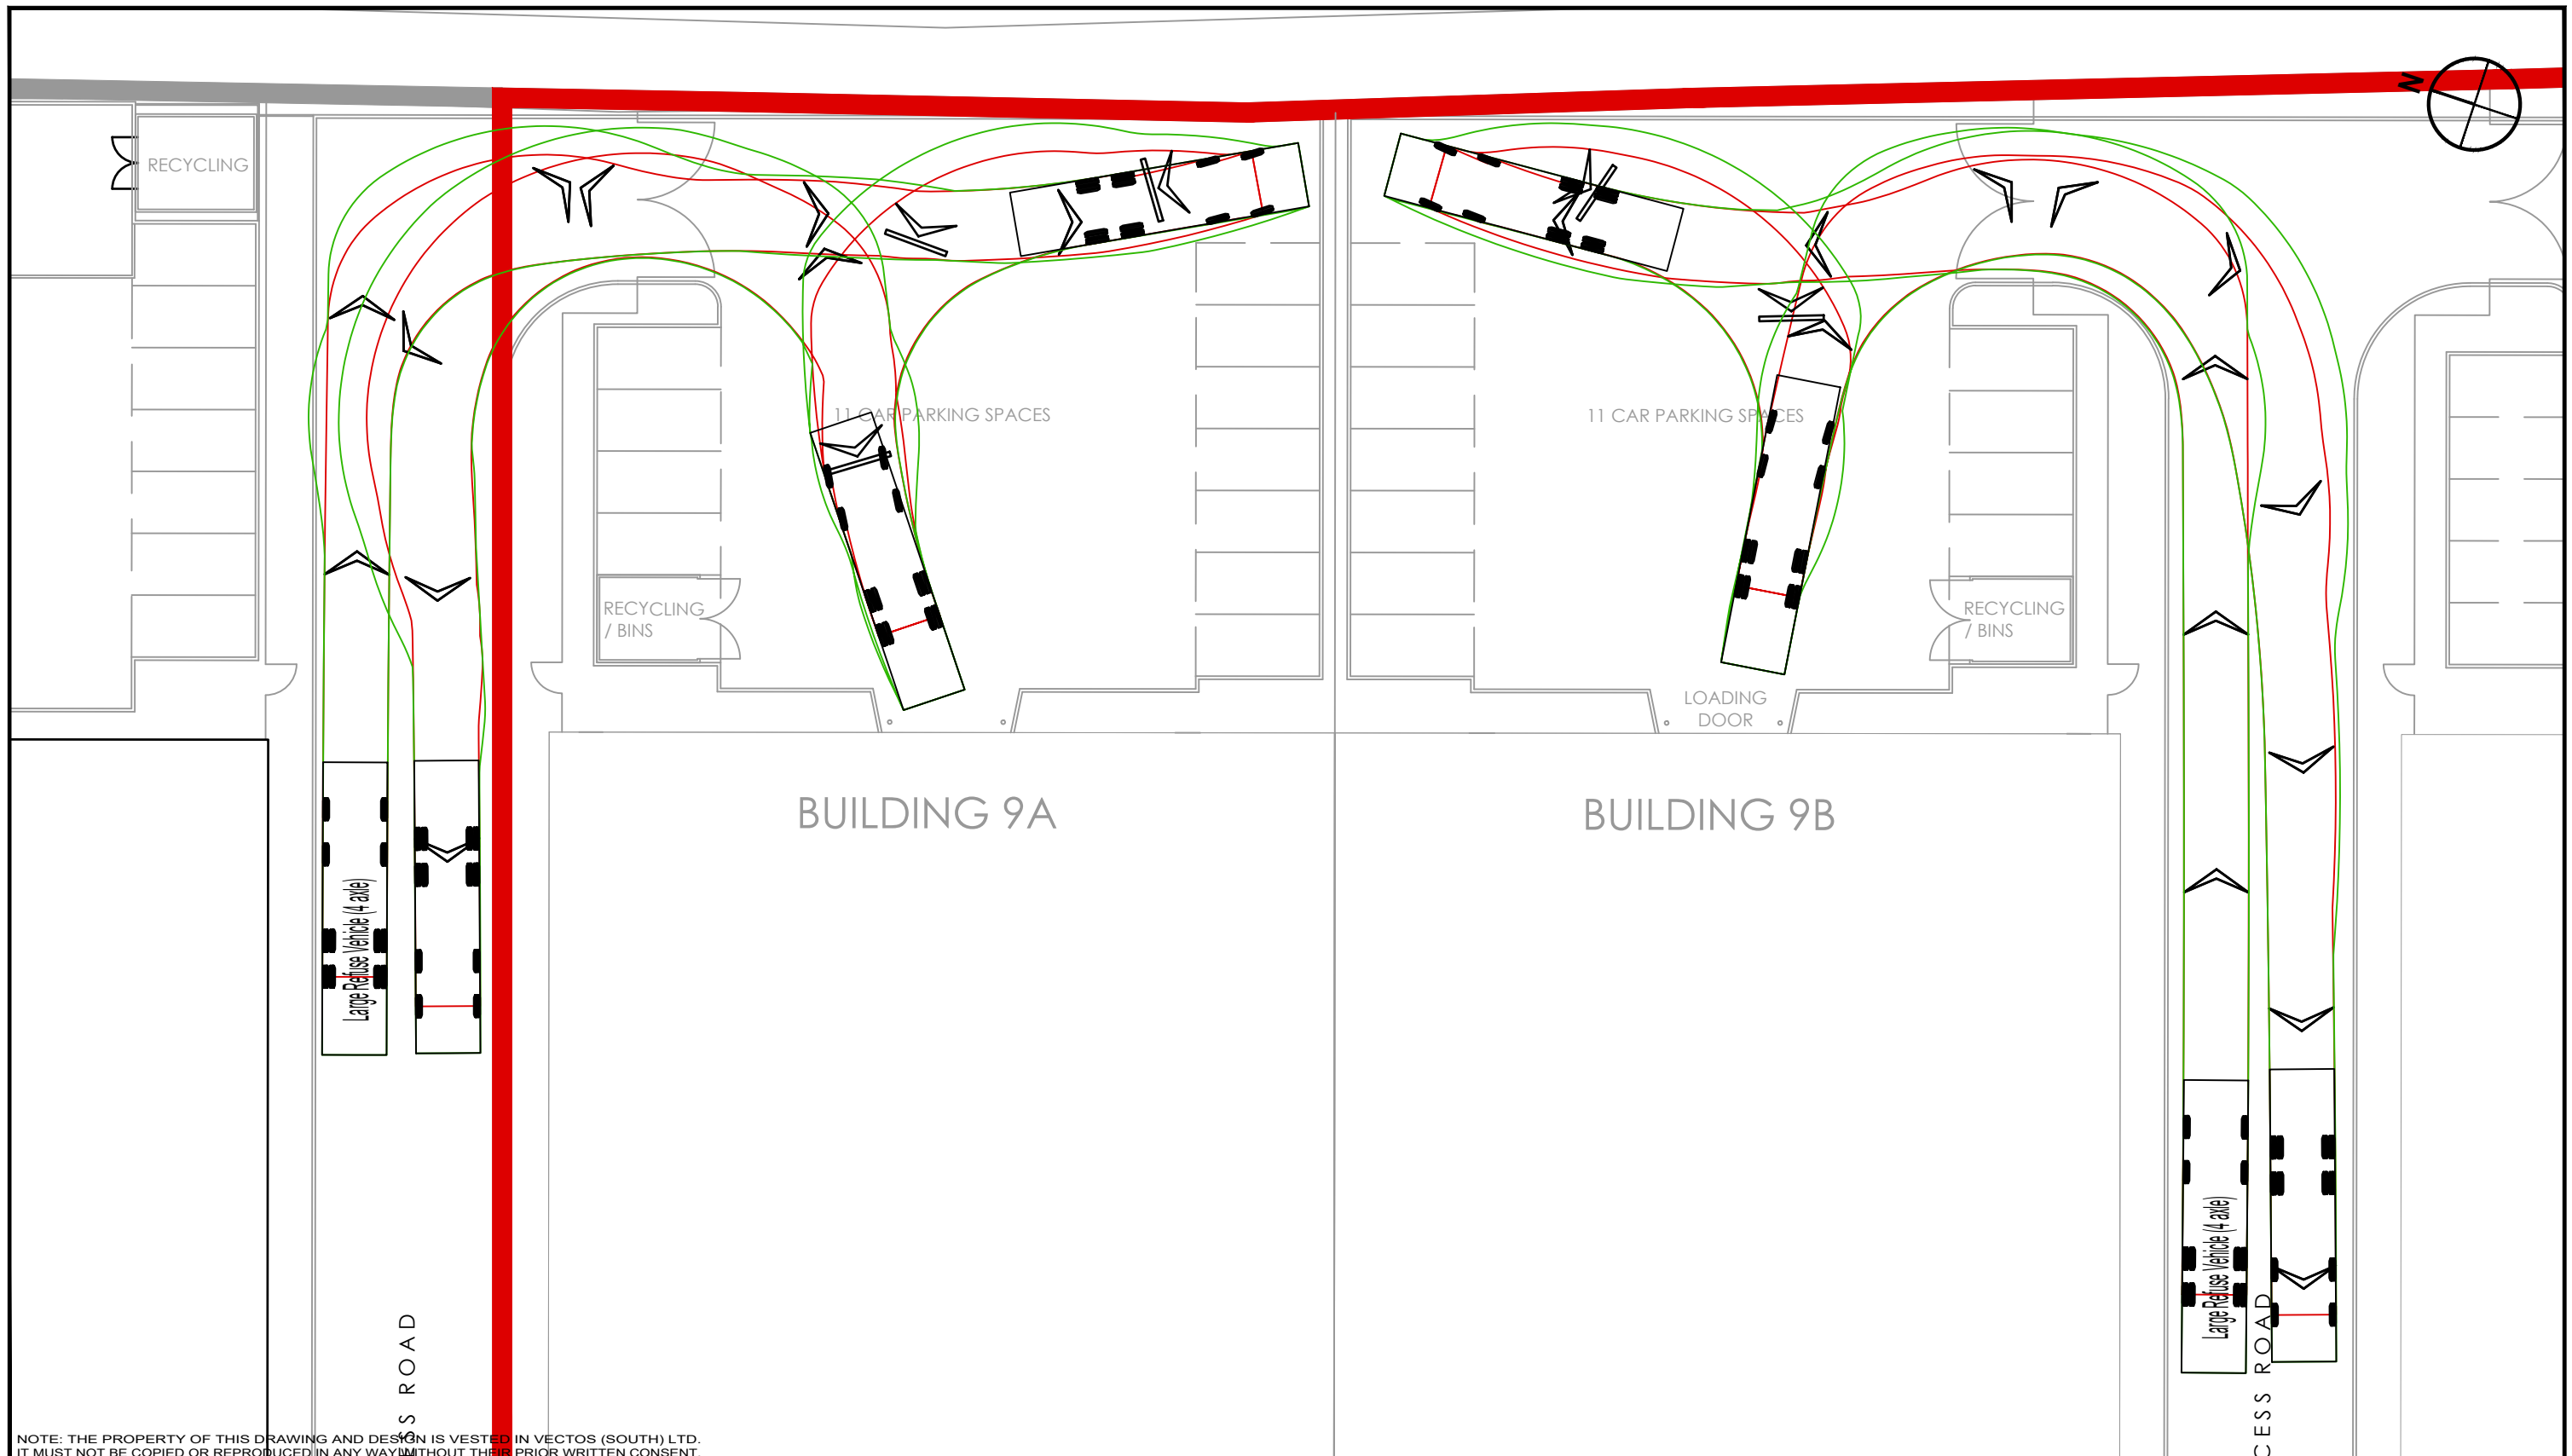 N
RECYCLING
11 CAR PARKING SPACES
11 CAR PARKING SPACES
RECYCLING
/ BINS
RECYCLING
/ BINS
LOADING
DOOR
BUILDING 9A
BUILDING 9B
Large Refuse Vehicle (4 axle)
Large Refuse Vehicle (4 axle)
ROAD
ROAD
NOTE: THE PROPERTY OF THIS DRAWING AND DESIGN IS VESTED IN VECTOS (SOUTH) LTD.
IT MUST NOT BE COPIED OR REPRODUCED IN ANY WAY WITHOUT THEIR PRIOR WRITTEN CONSENT.